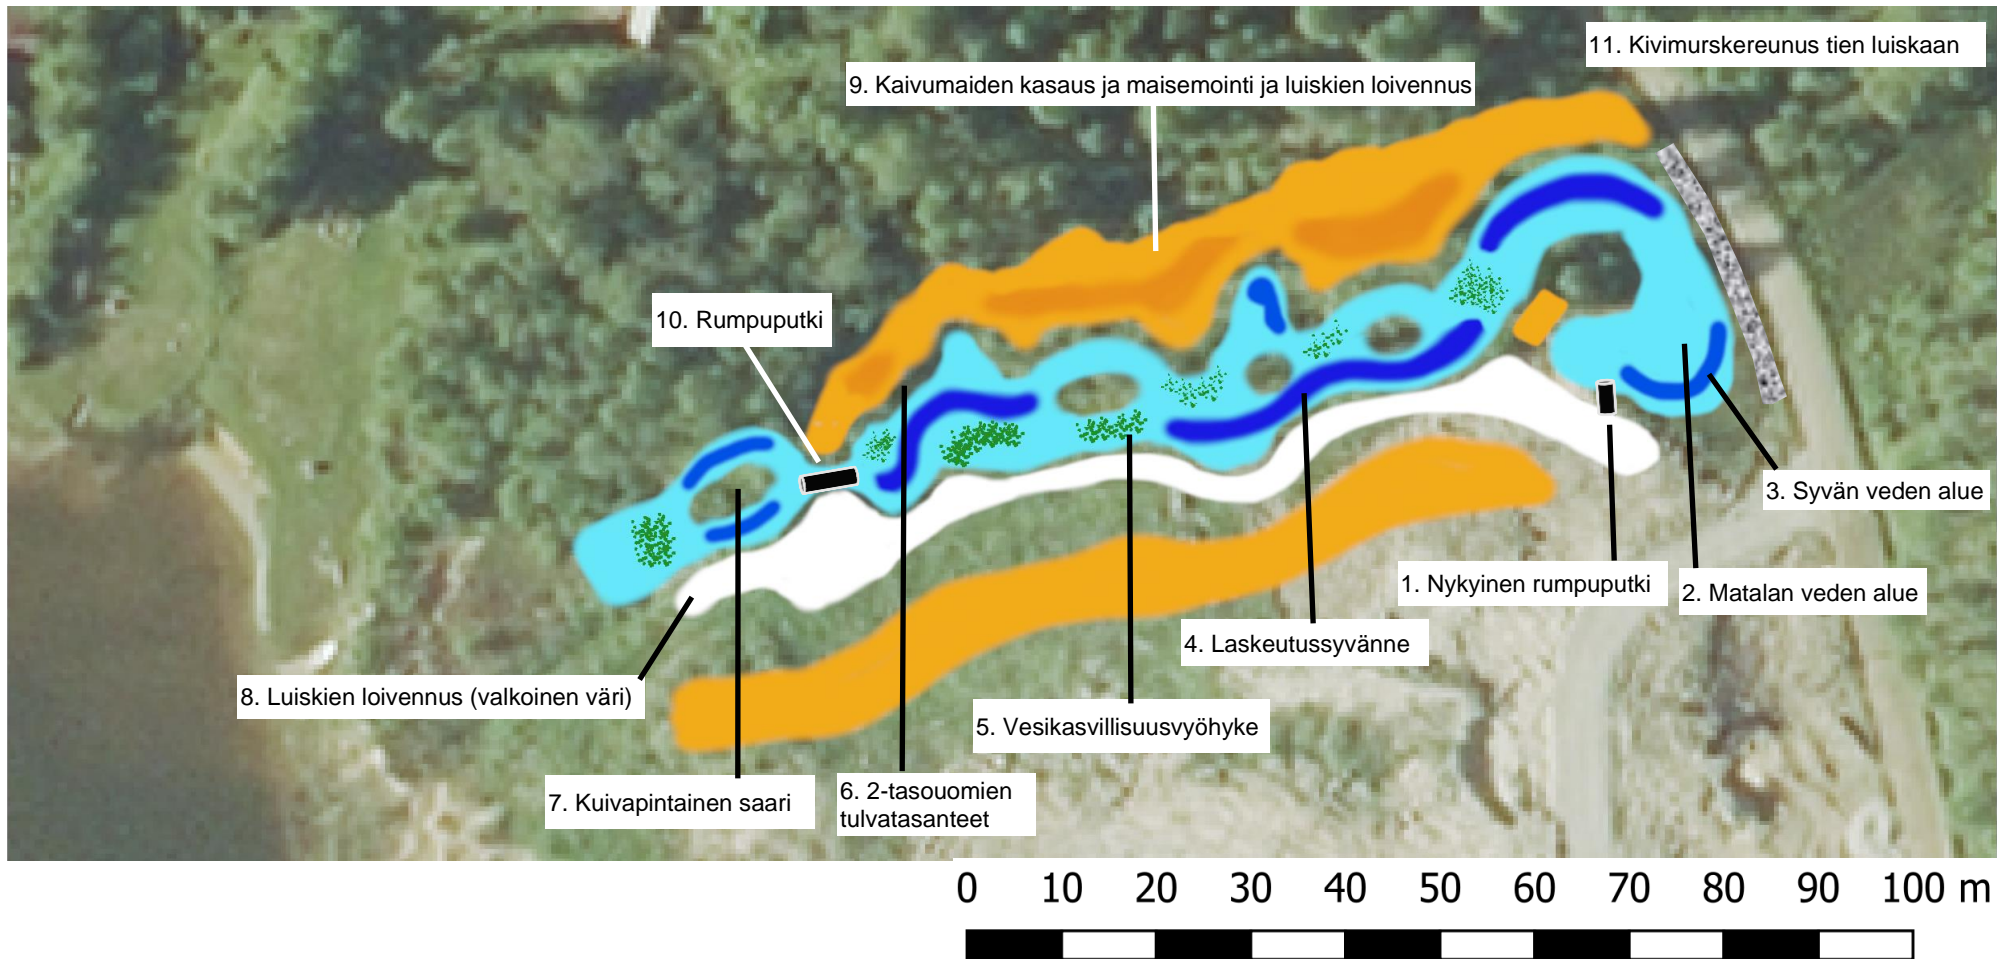 11. Kivimurskereunus tien luiskaan
9. Kaivumaiden kasaus ja maisemointi ja luiskien loivennus
10. Rumpuputki
3. Syvän veden alue
1. Nykyinen rumpuputki
2. Matalan veden alue
4. Laskeutussyvänne
8. Luiskien loivennus (valkoinen väri)
5. Vesikasvillisuusvyöhyke
7. Kuivapintainen saari
6. 2-tasouomien
tulvatasanteet
0 10 20 30 40 50 60 70 80 90 100 m